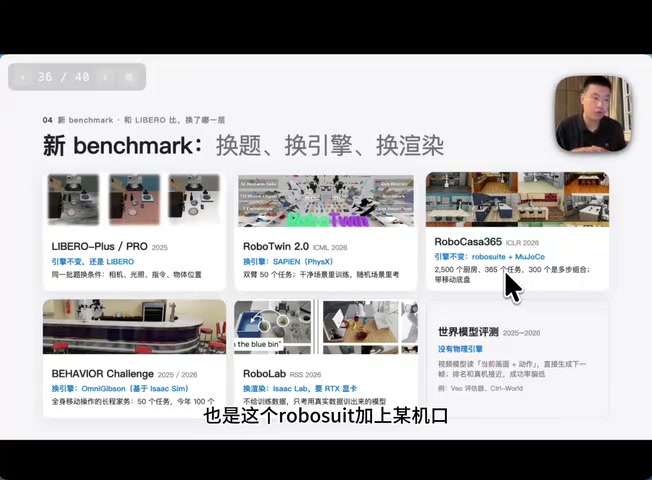 36 / 40
04 新 benchmark · 和 LIBERO 比、换了哪一层
新 benchmark：换题、换引擎、换渲染
LIBERO-Plus / PRO 2025
引擎不变，还是 LIBERO
同一批题换条件：相机、光照、指令、物体位置
RoboTwin
RoboTwin 2.0 ICML 2026
换引擎：SAPIEN（PhysX）
双臂 50 个任务；干净场景里训练，随机场景里考
RoboCasa365 ICLR 2026
引擎不变：robosuite + MuJoCo
2,500 个厨房、365 个任务，300 个是多步组合；
带移动底盘
BEHAVIOR Challenge 2025 / 2026
换引擎：OmniGibson（基于 Isaac Sim）
全身移动操作的长程家务：50 个任务，今年 100 个
n the blue bin"
RoboLab RSS 2026
换渲染：Isaac Lab，要 RTX 显卡
不给训练数据，只考用真实数据训出来的模型
世界模型评测 2025—2026
没有物理引擎
视频模型读「当前画面 + 动作」，直接生成下一
帧；排名和真机接近，成功率偏低
例：Veo 评估器、Ctrl-World
也是这个robosuit加上某机口